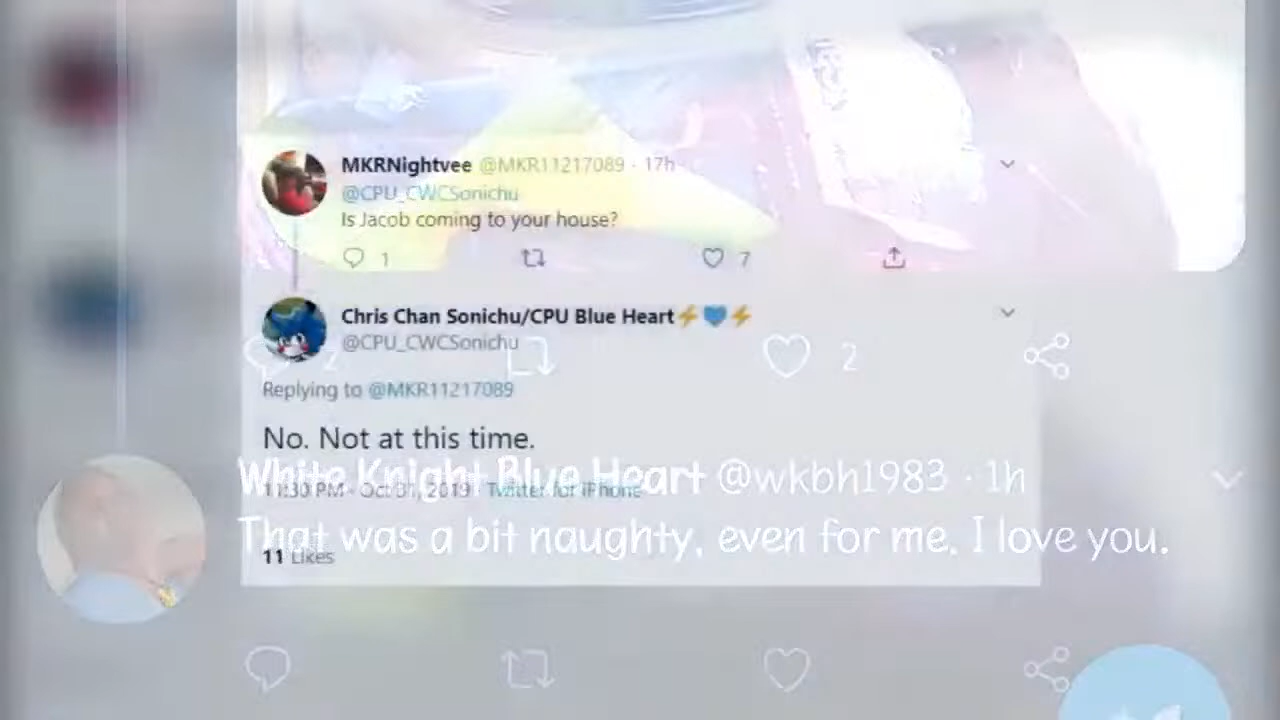 MKRNightvee @MKR11217089 · 17h
@CPU_CWCSonichu
Is Jacob coming to your house?
1 7
Chris Chan Sonichu/CPU Blue Heart⚡💙⚡
@CPU_CWCSonichu
2 2
Replying to @MKR11217089
No. Not at this time.
White Knight Blue Heart @wkbh1983 · 1h
11:30 PM · Oct 31, 2019 · Twitter for iPhone
That was a bit naughty, even for me. I love you.
11 Likes